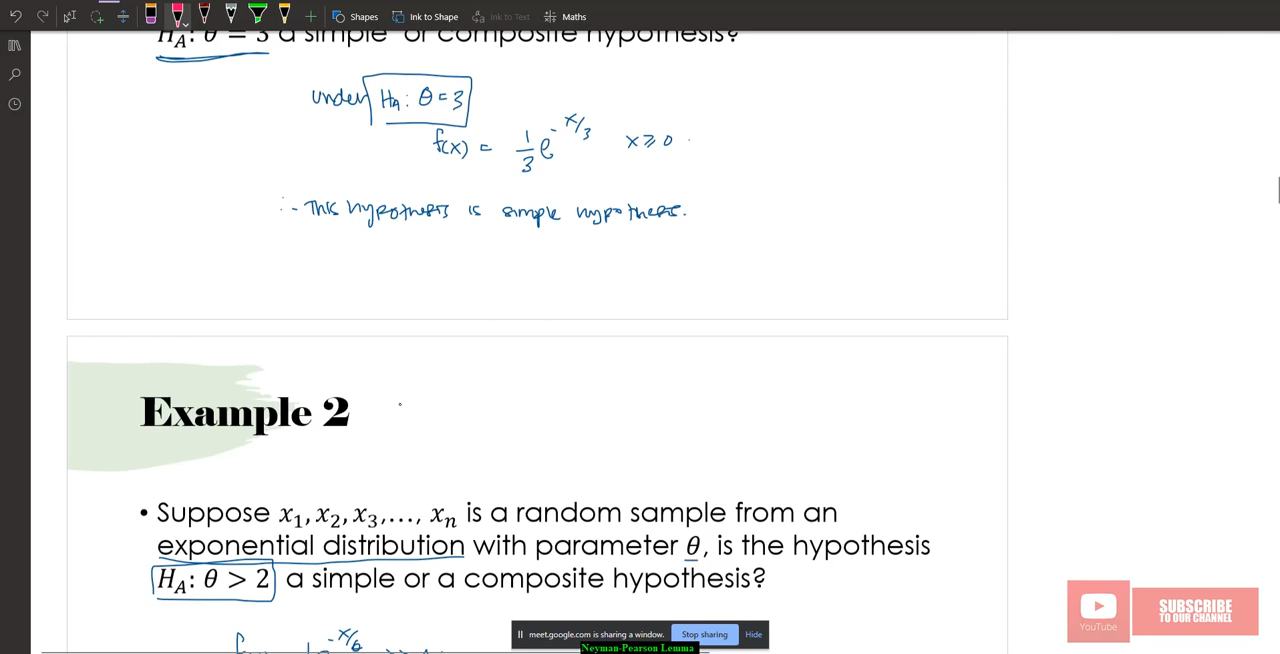 Shapes Ink to Shape Ink to Text Maths
H_A: θ = 3 a simple or composite hypothesis?
under H_A: θ = 3
f(x) = 1/3 e^{-x/3} x ≥ 0
∴ This hypothesis is simple hypothesis.
Example 2
• Suppose x₁, x₂, x₃,…, xₙ is a random sample from an
exponential distribution with parameter θ, is the hypothesis
H_A: θ > 2 a simple or a composite hypothesis?
meet.google.com is sharing a window. Stop sharing Hide
Neyman-Pearson Lemma
YouTube
SUBSCRIBE
TO OUR CHANNEL